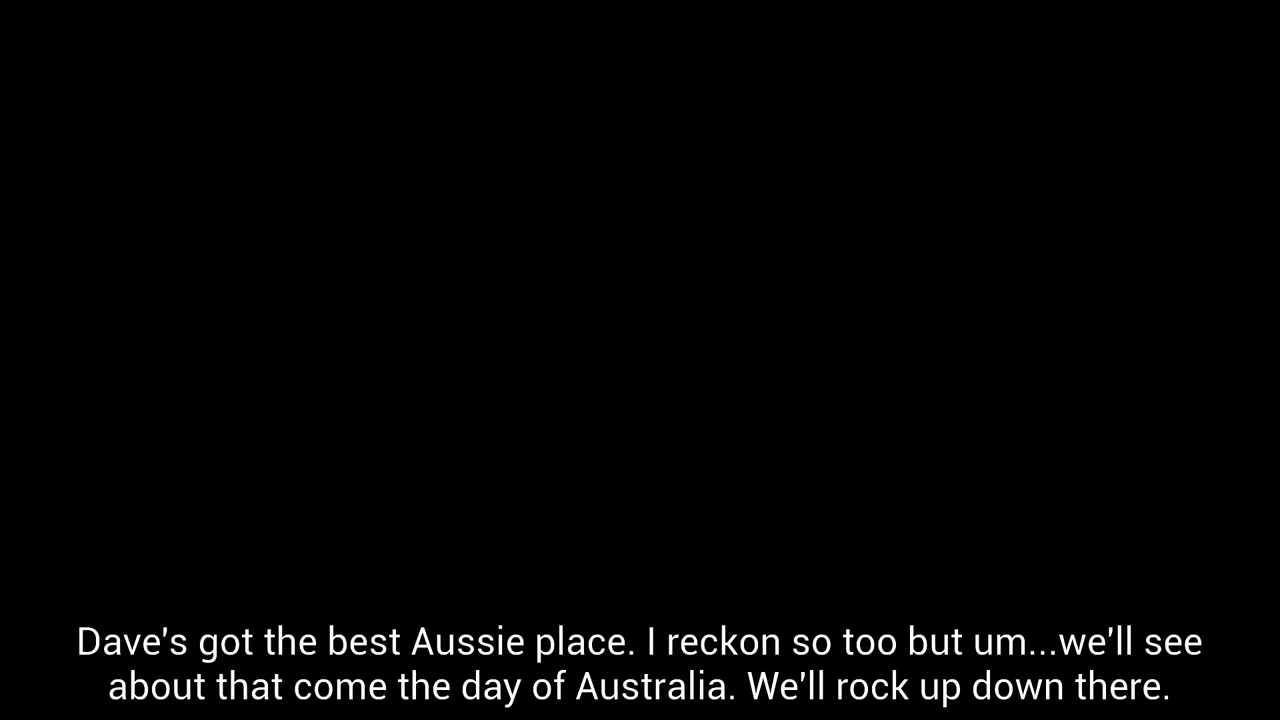 Dave's got the best Aussie place. I reckon so too but um...we'll see
about that come the day of Australia. We'll rock up down there.